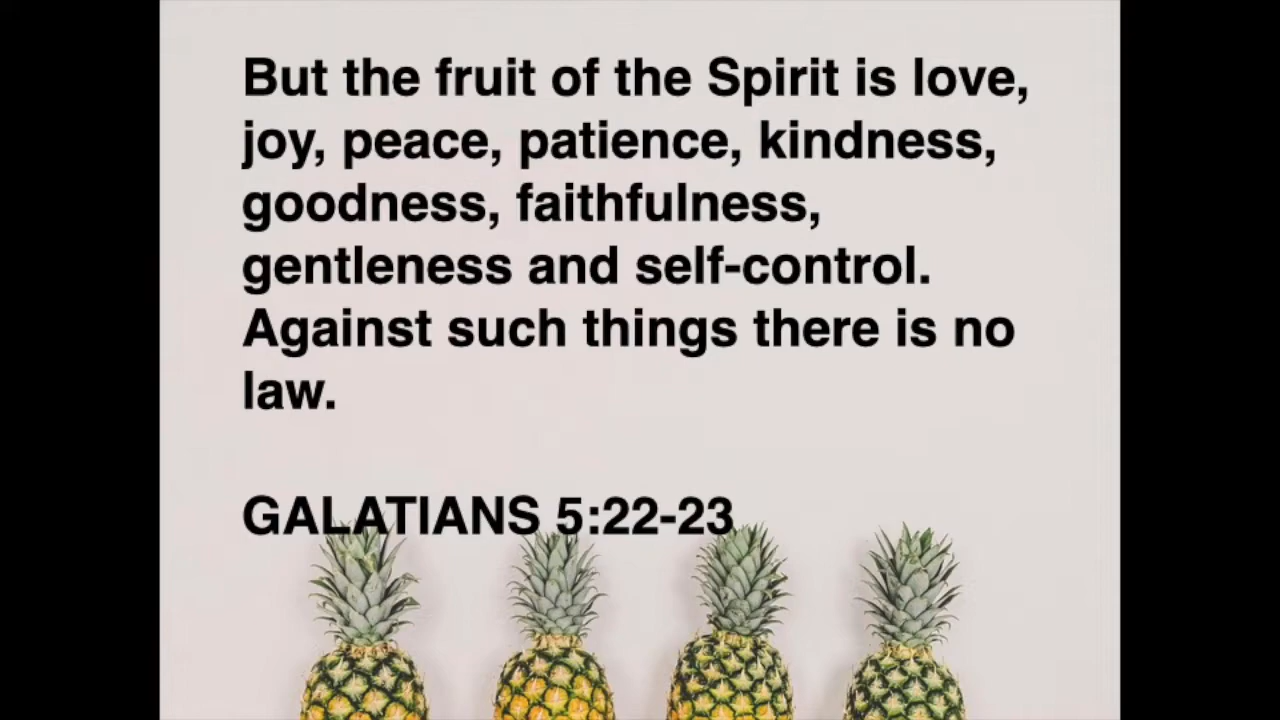 But the fruit of the Spirit is love,
joy, peace, patience, kindness,
goodness, faithfulness,
gentleness and self-control.
Against such things there is no
law.
GALATIANS 5:22-23